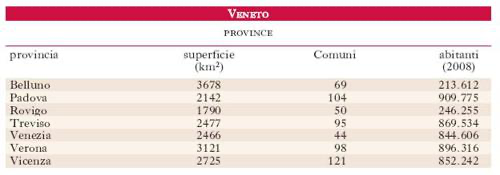 VENETO
PROVINCE
provincia superficie (km²) Comuni abitanti (2008)
Belluno 3678 69 213.612
Padova 2142 104 909.775
Rovigo 1790 50 246.255
Treviso 2477 95 869.534
Venezia 2466 44 844.606
Verona 3121 98 896.316
Vicenza 2725 121 852.242